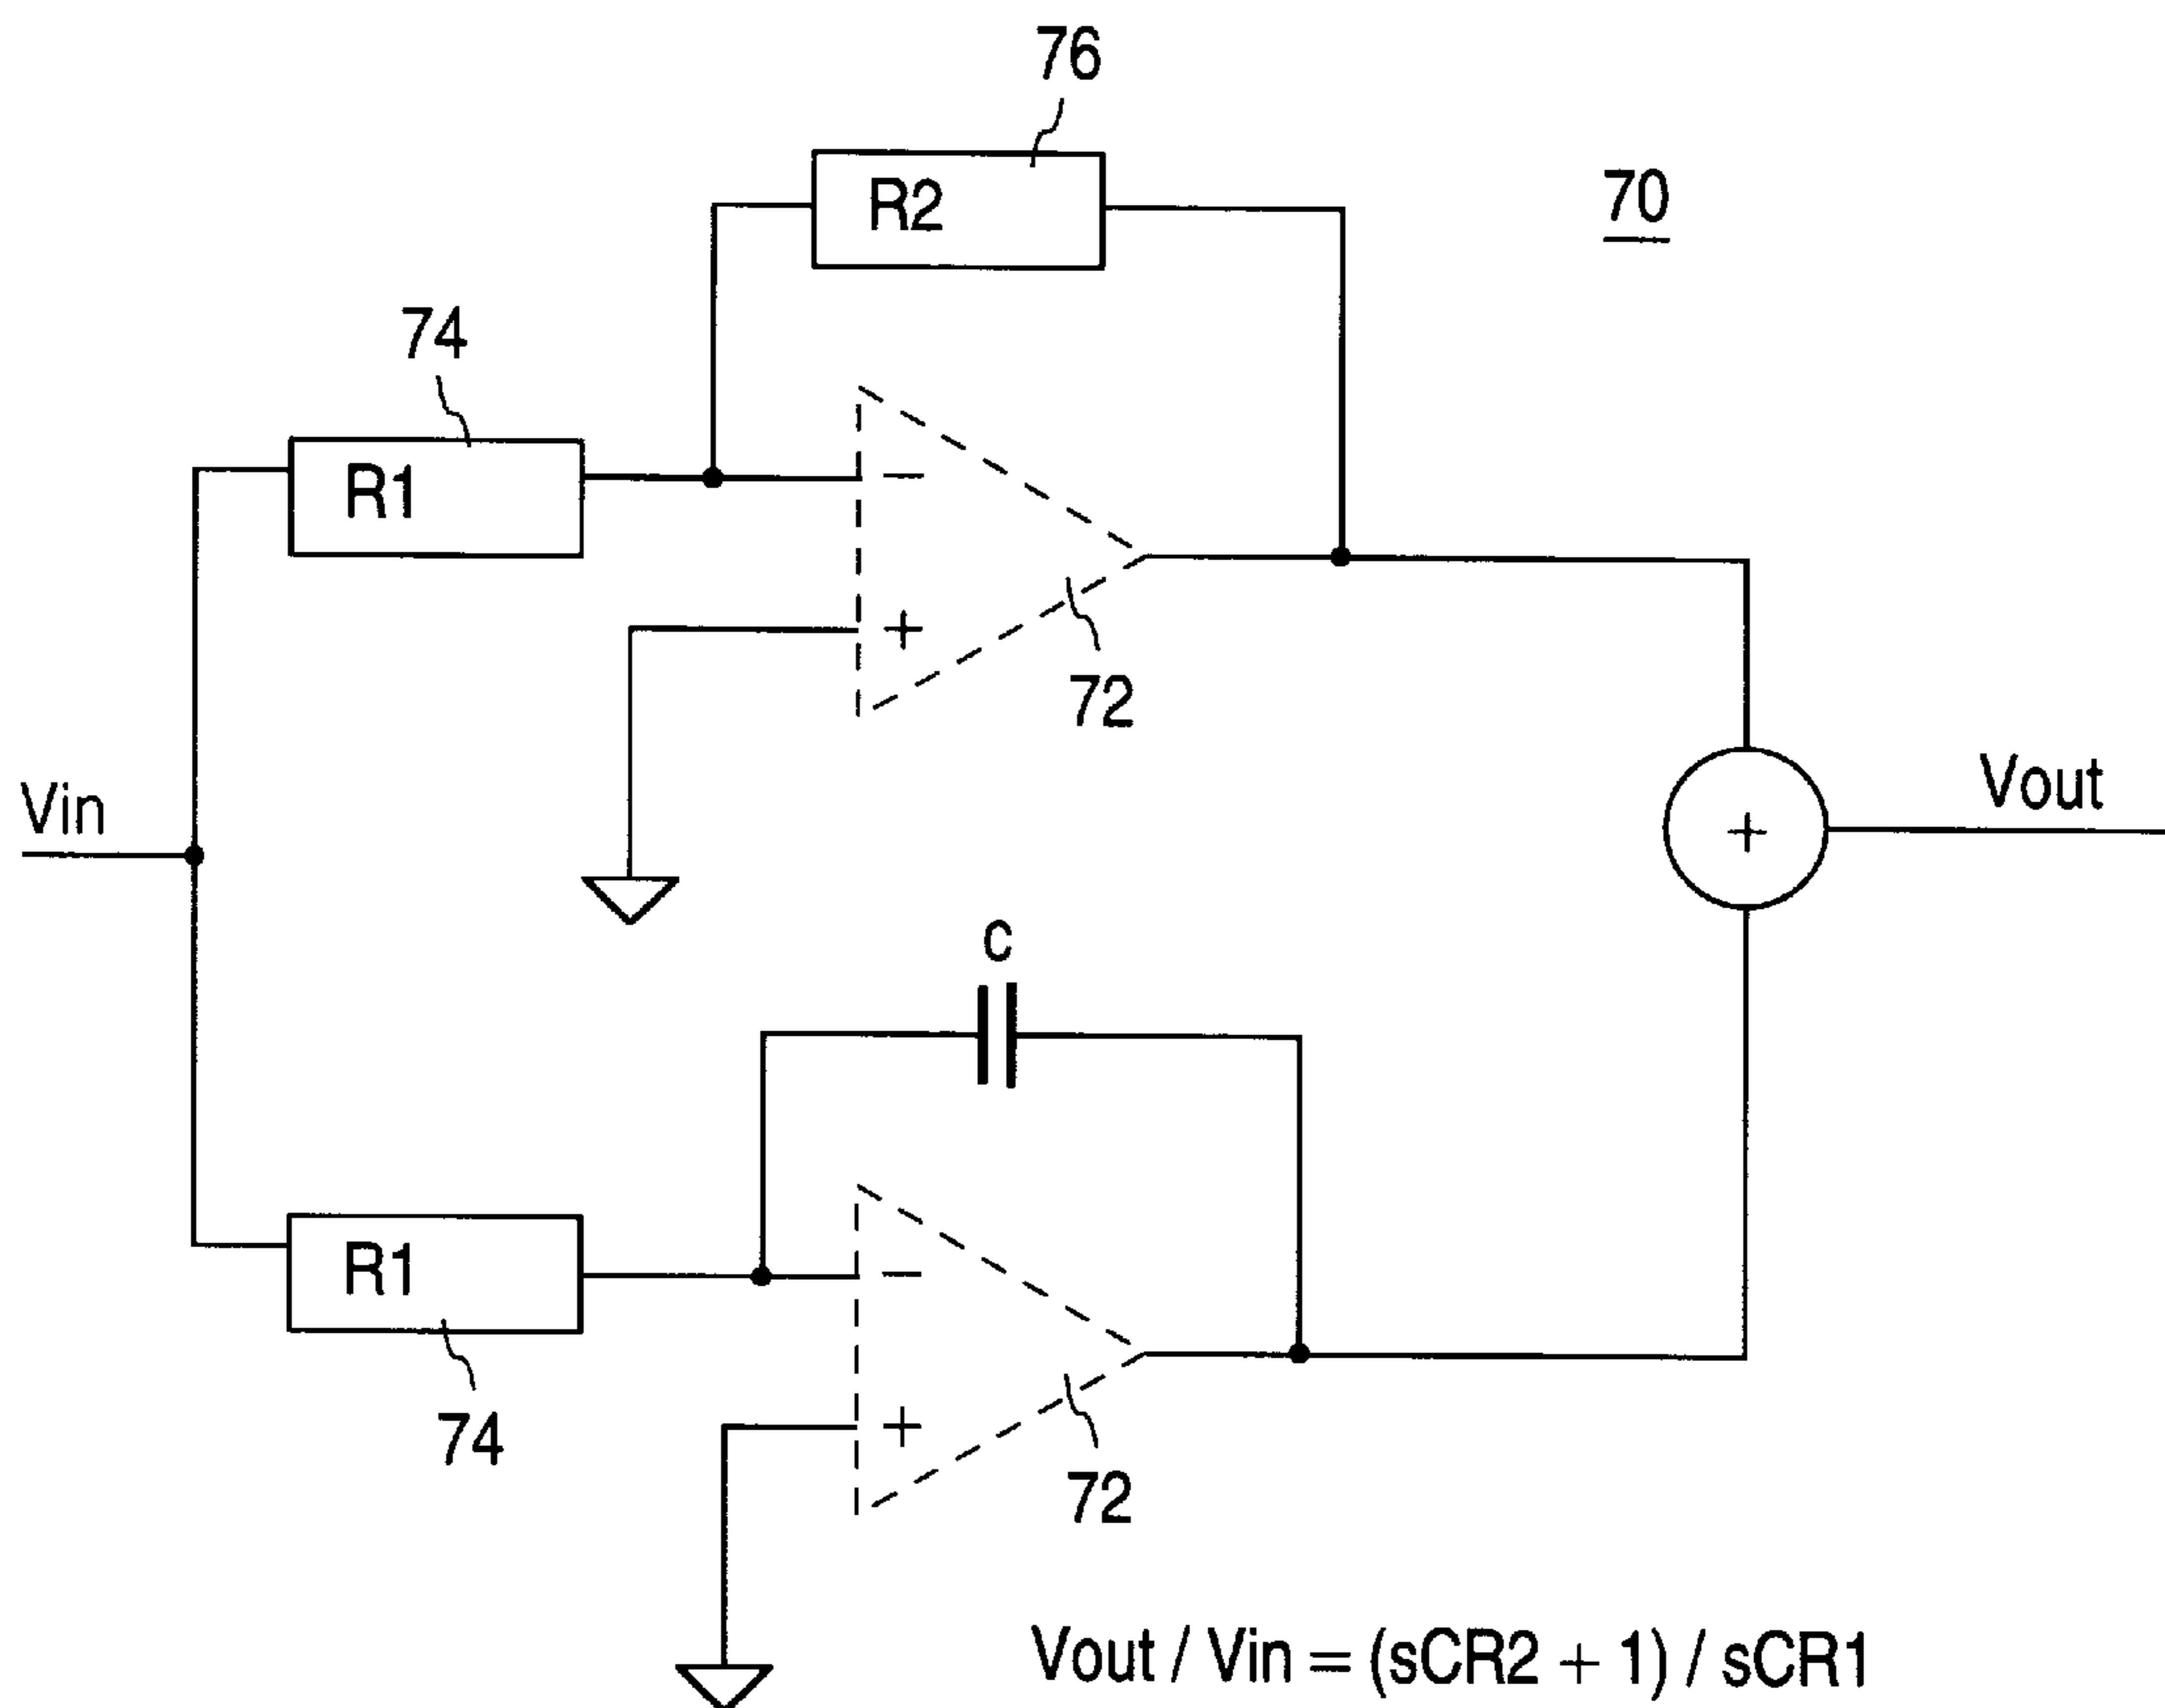 76
R2
70
74
R1
−
+
72
Vin
Vout
+
c
R1
−
74
+
72
Vout / Vin = (sCR2 + 1) / sCR1